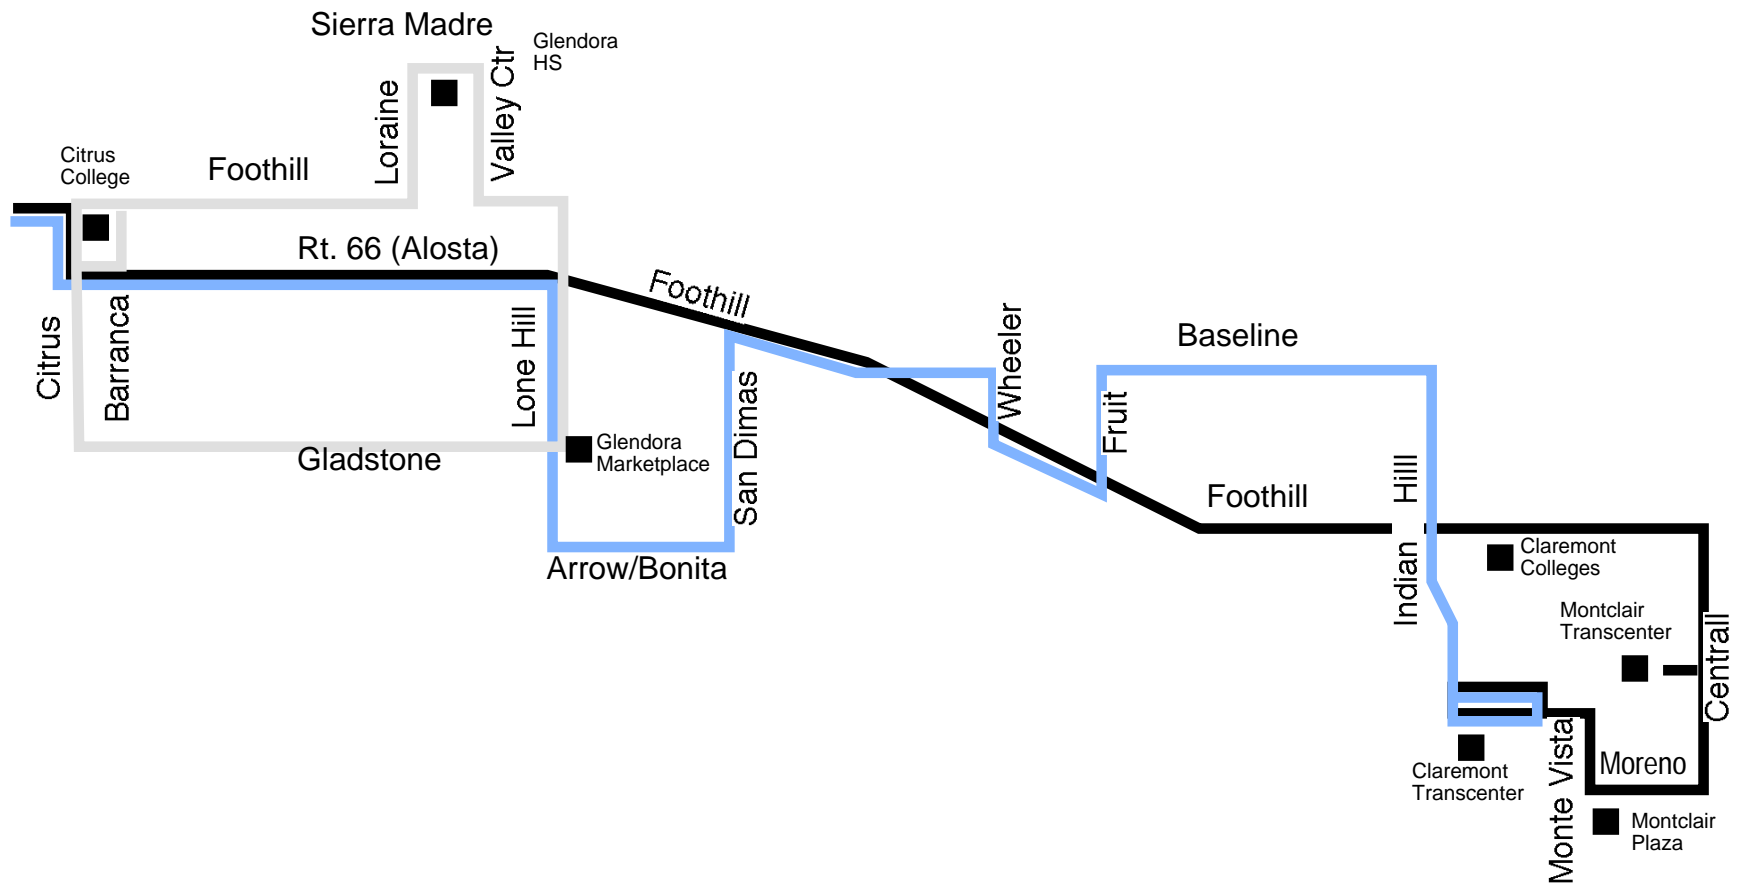 Sierra Madre
Glendora
HS
Valley Ctr
Loraine
Citrus
College
Foothill
Rt. 66 (Alosta)
Foothill
Citrus
Barranca
Lone Hill
Wheeler
Baseline
San Dimas
Fruit
Gladstone
Glendora
Marketplace
Indian Hilll
Foothill
Arrow/Bonita
Claremont
Colleges
Montclair
Transcenter
Centrall
Claremont
Transcenter
Monte Vista
Moreno
Montclair
Plaza